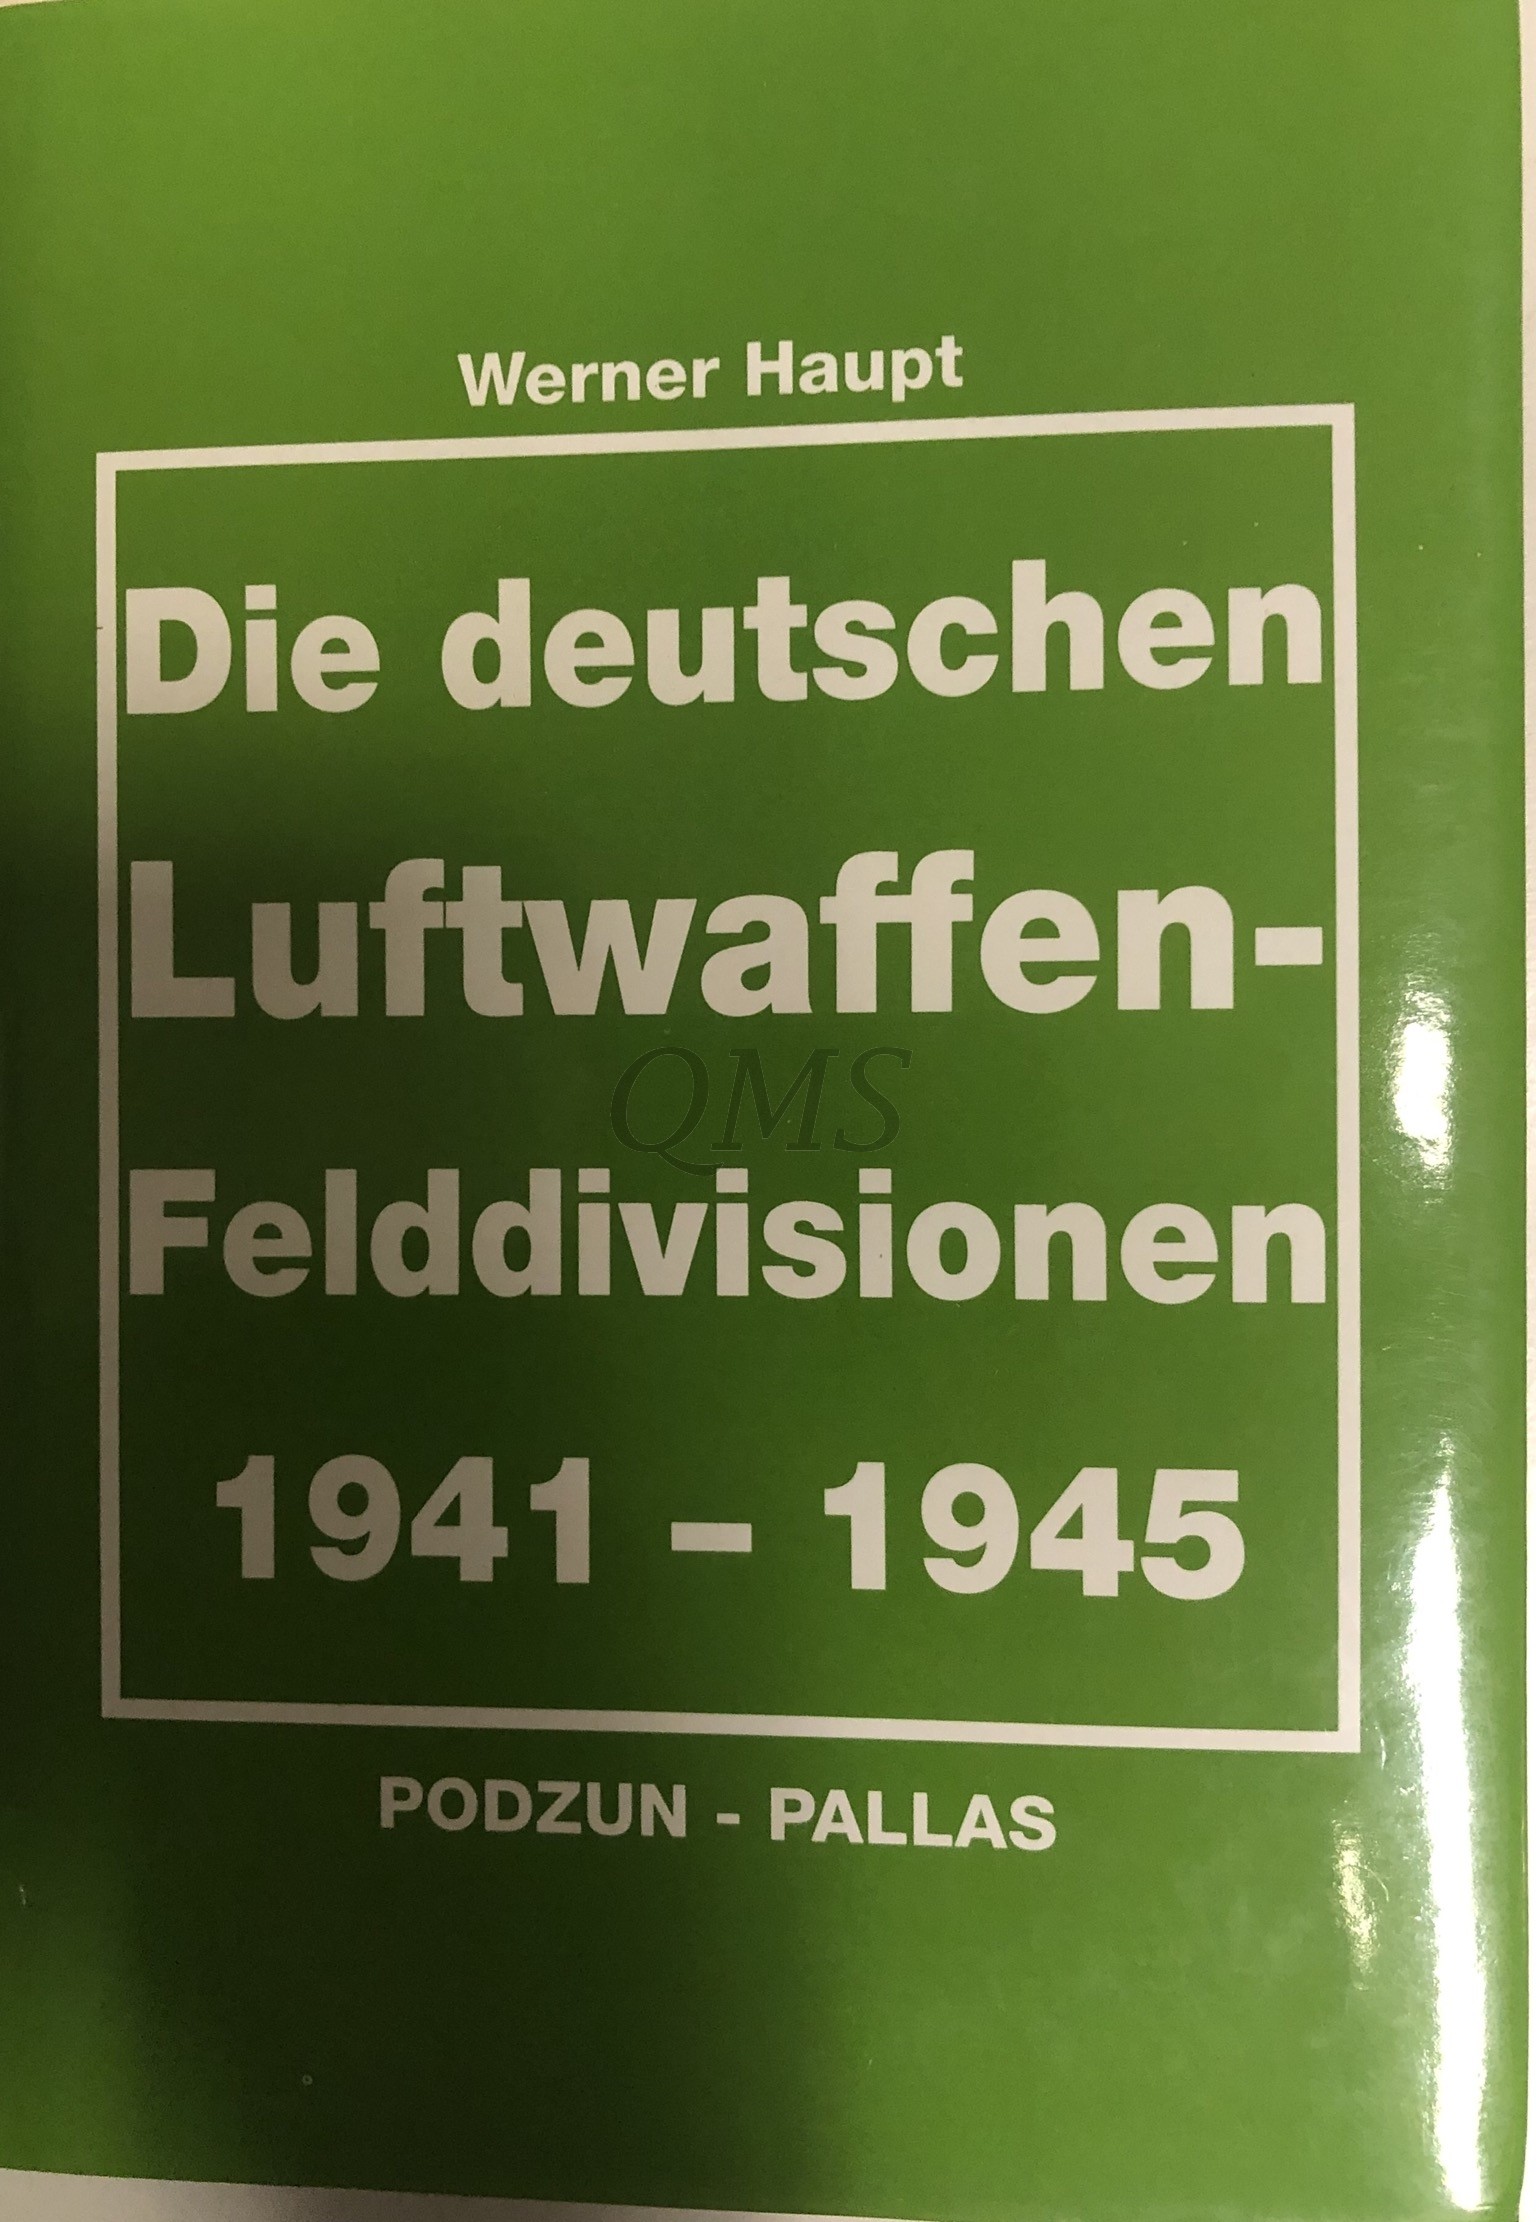 Werner Haupt
Die deutschen
Luftwaffen-
QMS
Felddivisionen
1941 – 1945
PODZUN - PALLAS